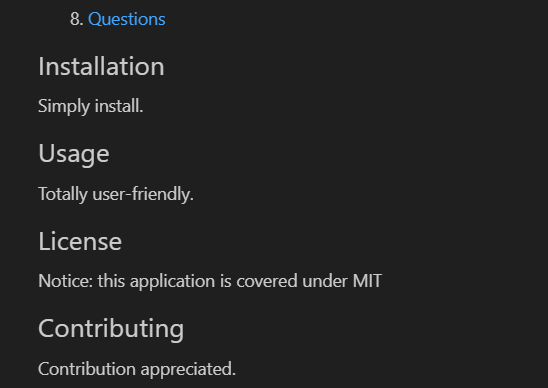 8. Questions
Installation
Simply install.
Usage
Totally user-friendly.
License
Notice: this application is covered under MIT
Contributing
Contribution appreciated.